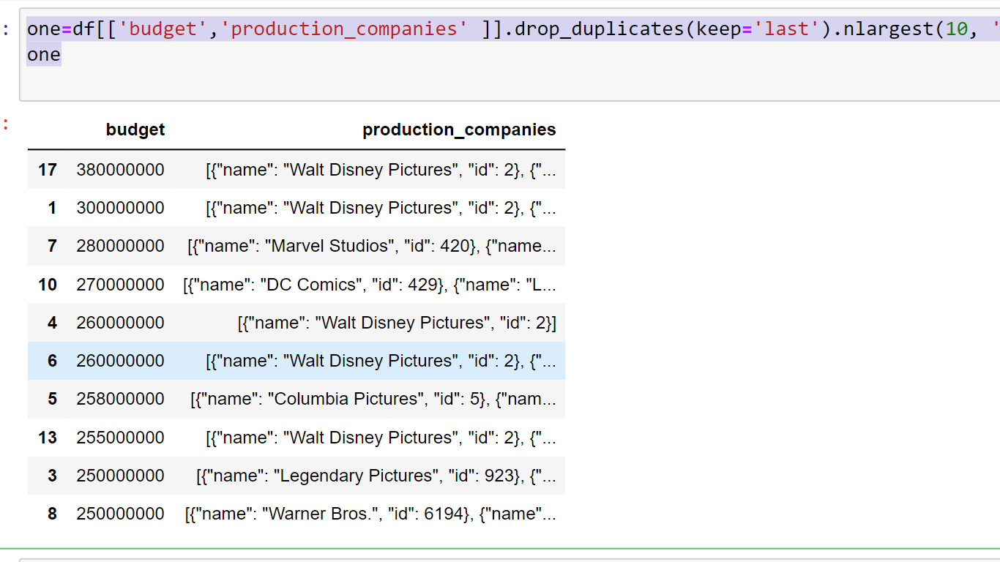 : one=df[['budget','production_companies' ]].drop_duplicates(keep='last').nlargest(10, '
one
:
budget production_companies
17 380000000 [{"name": "Walt Disney Pictures", "id": 2}, {"...
1 300000000 [{"name": "Walt Disney Pictures", "id": 2}, {"...
7 280000000 [{"name": "Marvel Studios", "id": 420}, {"name...
10 270000000 [{"name": "DC Comics", "id": 429}, {"name": "L...
4 260000000 [{"name": "Walt Disney Pictures", "id": 2}]
6 260000000 [{"name": "Walt Disney Pictures", "id": 2}, {"...
5 258000000 [{"name": "Columbia Pictures", "id": 5}, {"nam...
13 255000000 [{"name": "Walt Disney Pictures", "id": 2}, {"...
3 250000000 [{"name": "Legendary Pictures", "id": 923}, {"...
8 250000000 [{"name": "Warner Bros.", "id": 6194}, {"name"...